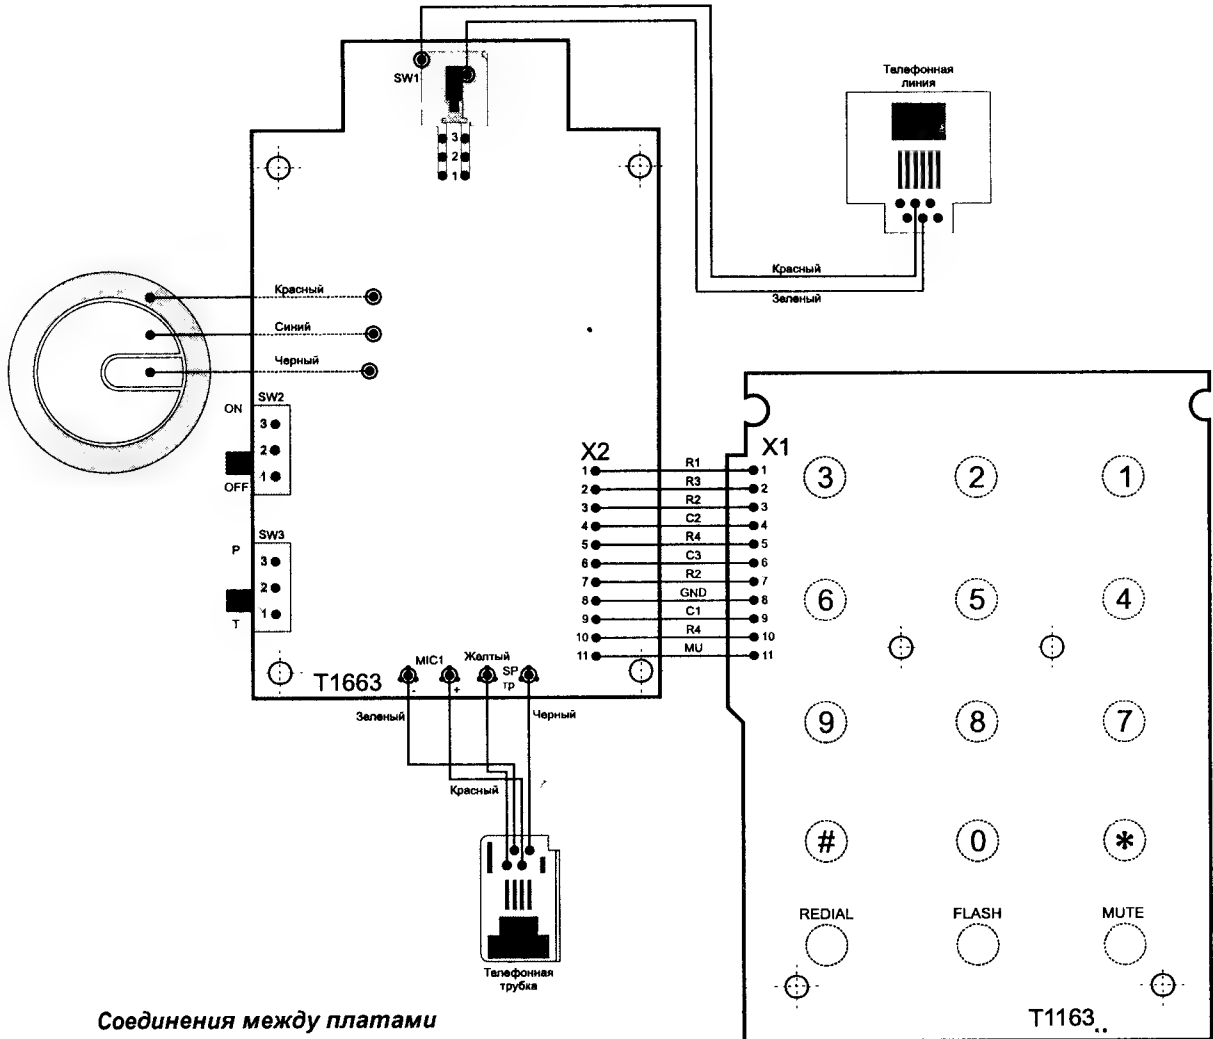 SW1
3
2
1
Телефонная
линия
Красный
Зеленый
Красный
Синий
Черный
SW2
ON
3
2
1
OFF
SW3
P
3
2
1
T
X2
X1
1 R1 1
2 R3 2
3 R2 3
4 C2 4
5 R4 5
6 C3 6
7 R2 7
8 GND 8
9 C1 9
10 R4 10
11 MU 11
3 2 1
6 5 4
9 8 7
# 0 *
REDIAL FLASH MUTE
T1163
T1663
MIC1
Желтый
SP
тр
- +
Зеленый
Черный
Красный
Телефонная
трубка
Соединения между платами